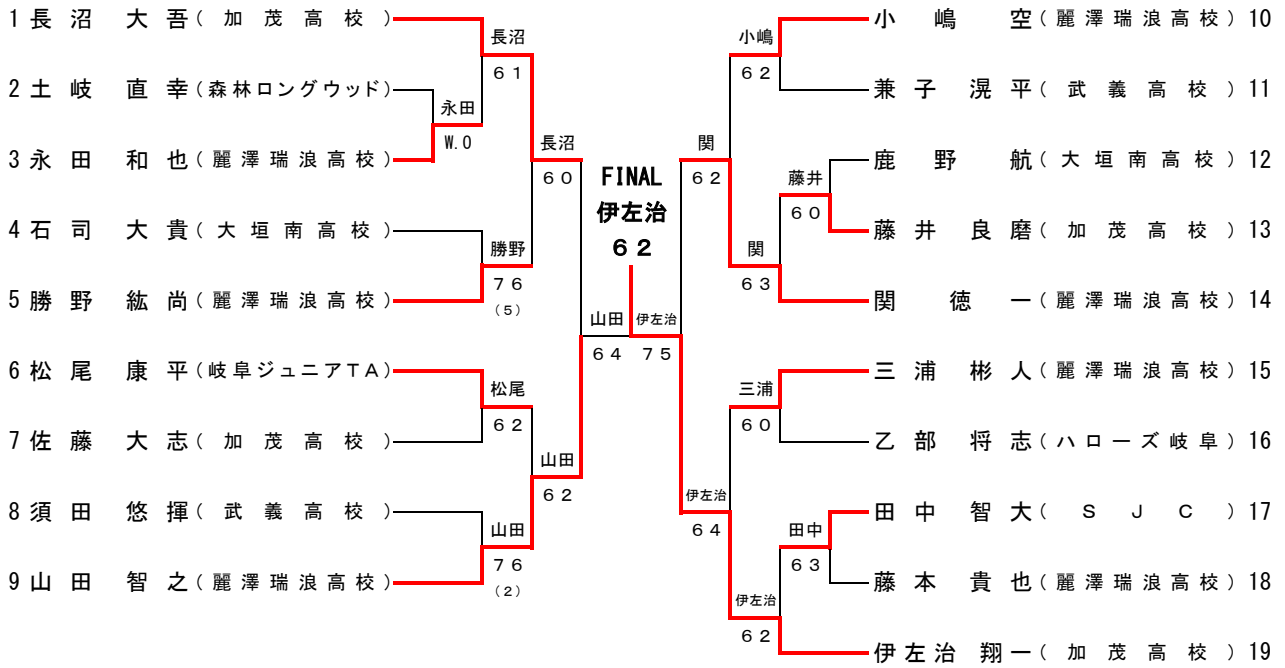 1 長沼 大吾 (加茂高校)
2 土岐 直幸 (森林ロングウッド)
3 永田 和也 (麗澤瑞浪高校)
4 石司 大貴 (大垣南高校)
5 勝野 紘尚 (麗澤瑞浪高校)
6 松尾 康平 (岐阜ジュニアTA)
7 佐藤 大志 (加茂高校)
8 須田 悠揮 (武義高校)
9 山田 智之 (麗澤瑞浪高校)
長沼
61
永田
W.0
勝野
76
(5)
松尾
62
山田
76
(2)
長沼
60
山田
62
山田
64
FINAL
伊左治
62
伊左治
75
関
62
伊左治
64
小嶋
62
藤井
60
関
63
三浦
60
田中
63
伊左治
62
小嶋 空 (麗澤瑞浪高校) 10
兼子 滉平 (武義高校) 11
鹿野 航 (大垣南高校) 12
藤井 良磨 (加茂高校) 13
関 徳一 (麗澤瑞浪高校) 14
三浦 彬人 (麗澤瑞浪高校) 15
乙部 将志 (ハローズ岐阜) 16
田中 智大 (SJC) 17
藤本 貴也 (麗澤瑞浪高校) 18
伊左治 翔一 (加茂高校) 19